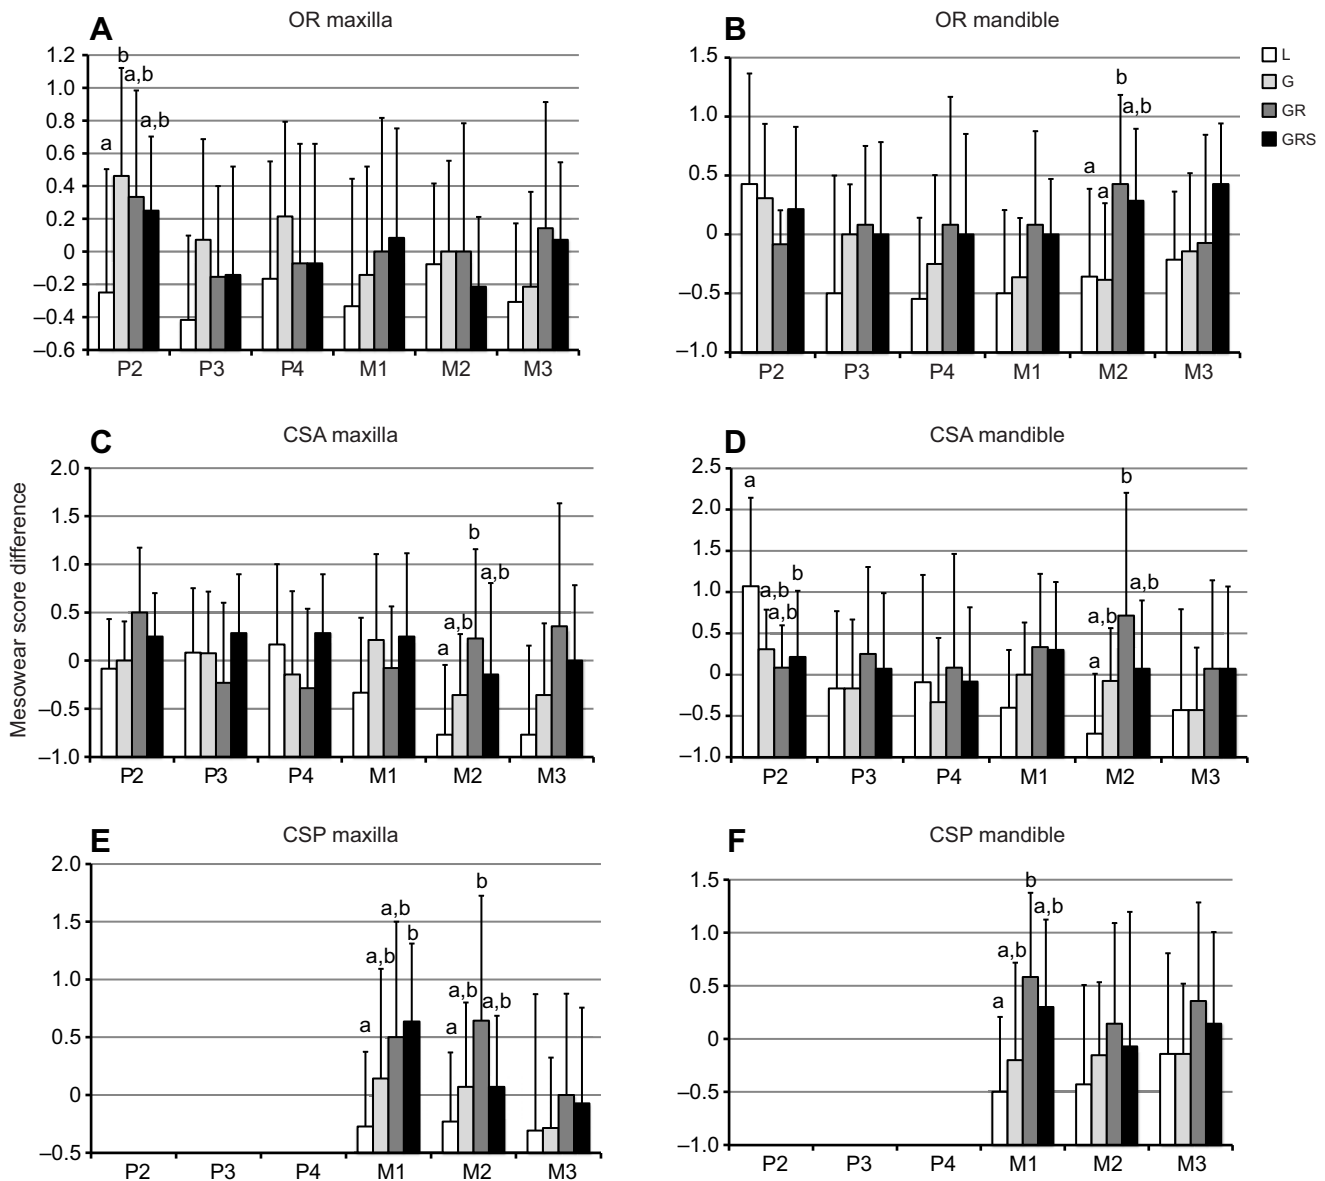 A
OR maxilla
1.2
1.0
0.8
0.6
0.4
0.2
0
–0.2
–0.4
–0.6
b
a,b
a,b
a
P2 P3 P4 M1 M2 M3
B
OR mandible
1.5
1.0
0.5
0
–0.5
–1.0
b
a,b
a
a
P2 P3 P4 M1 M2 M3
L
G
GR
GRS
Mesowear score difference
C
CSA maxilla
2.0
1.5
1.0
0.5
0
–0.5
–1.0
b
a,b
a,b
a
P2 P3 P4 M1 M2 M3
D
CSA mandible
2.5
2.0
1.5
1.0
0.5
0
–0.5
–1.0
a
b
a,b
a,b
b
a,b
a,b
a
P2 P3 P4 M1 M2 M3
E
CSP maxilla
2.0
1.5
1.0
0.5
0
–0.5
a,b
b
a,b
a
b
a,b
a,b
a
P2 P3 P4 M1 M2 M3
F
CSP mandible
1.5
1.0
0.5
0
–0.5
–1.0
b
a,b
a,b
a
P2 P3 P4 M1 M2 M3